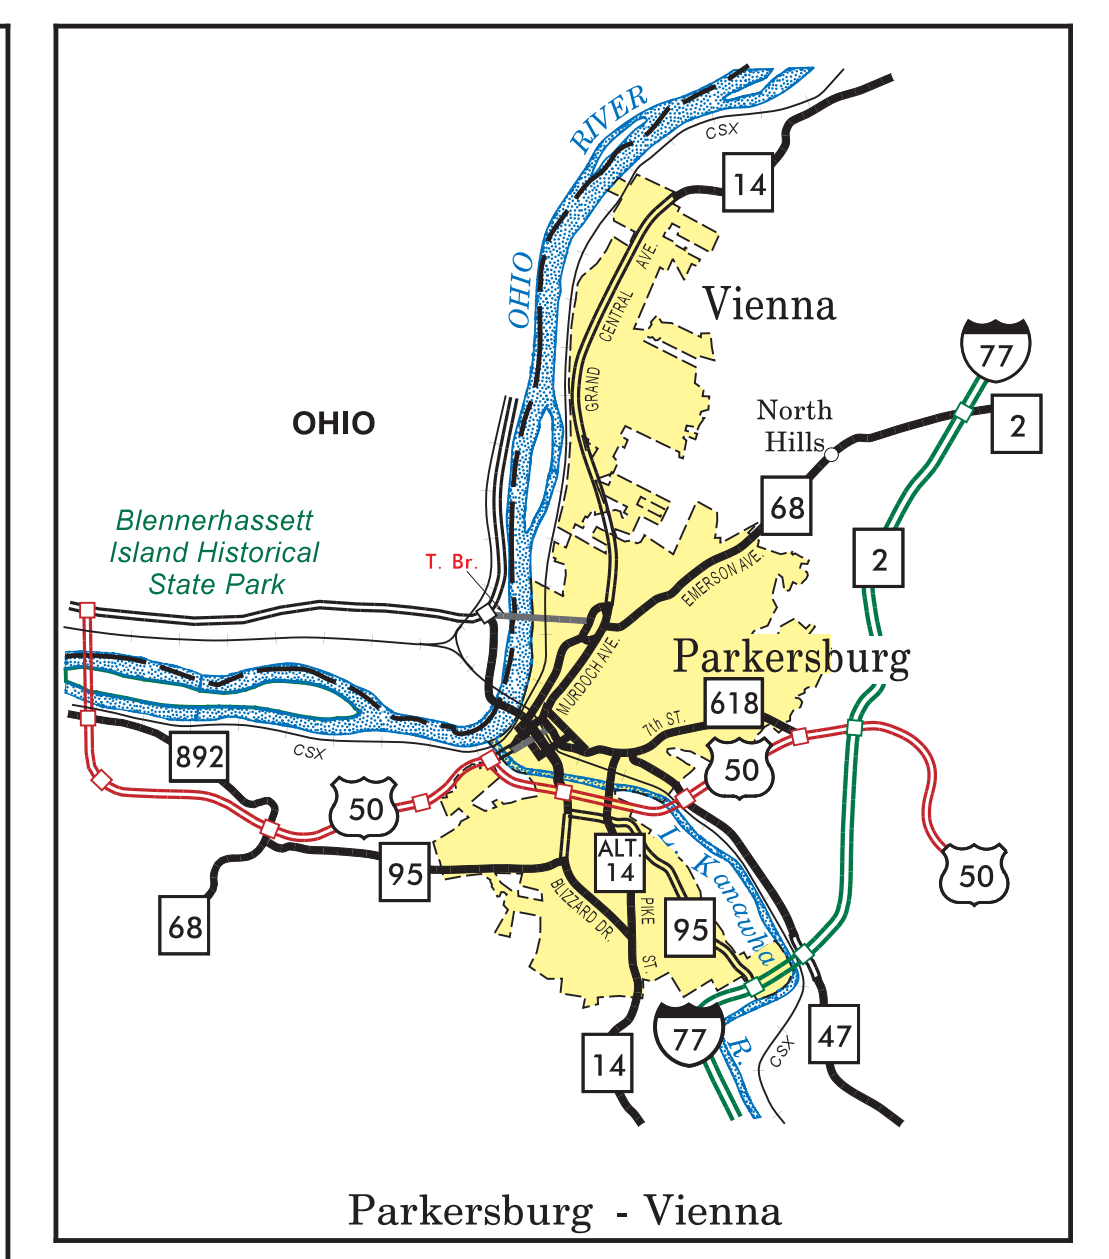 RIVER
CSX
14
OHIO
AVE.
CENTRAL
GRAND
Vienna
77
North
Hills
2
OHIO
68
Blennerhassett
Island Historical
State Park
T. Br.
2
EMERSON AVE.
MURDOCH AVE.
Parkersburg
618
7th ST.
CSX
892
50
50
50
L. Kanawha
R.
ALT.
14
95
95
68
BLIZZARD DR.
PIKE
ST.
77
14
47
CSX
Parkersburg - Vienna